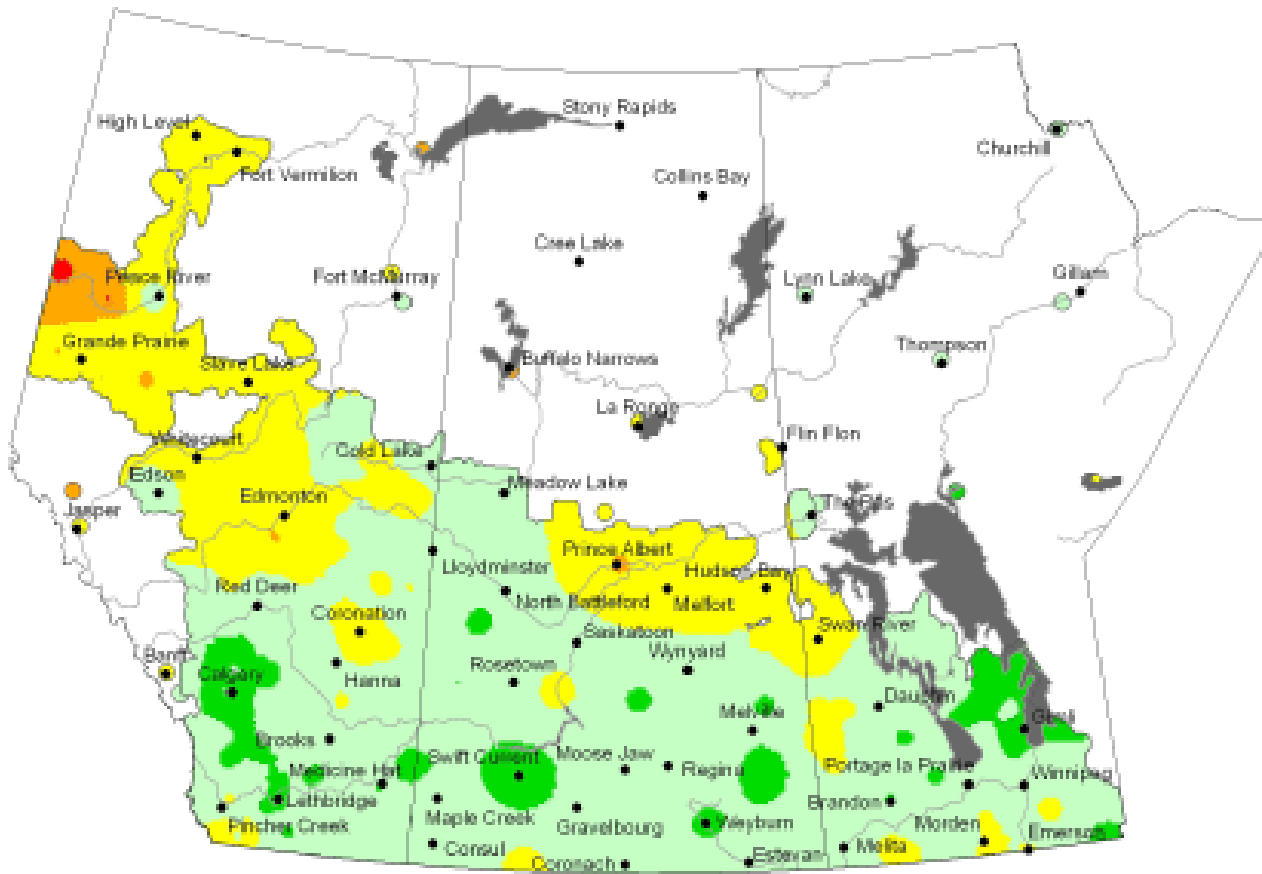 Stony Rapids
High Level
Churchill
Fort Vermilion
Collins Bay
Cree Lake
Peace River
Fort McMurray
Lynn Lake
Gillam
Grande Prairie
Slave Lake
Buffalo Narrows
Thompson
La Ronge
Whitecourt
Cold Lake
Flin Flon
Edson
Meadow Lake
Edmonton
The Pas
Jasper
Prince Albert
Lloydminster
Hudson Bay
Red Deer
North Battleford
Melfort
Coronation
Saskatoon
Swan River
Banff
Wynyard
Calgary
Hanna
Rosetown
Dauphin
Melville
Gimli
Brooks
Swift Current
Moose Jaw
Regina
Portage la Prairie
Winnipeg
Medicine Hat
Lethbridge
Maple Creek
Brandon
Pincher Creek
Gravelbourg
Weyburn
Morden
Emerson
Consul
Coronach
Estevan
Melita